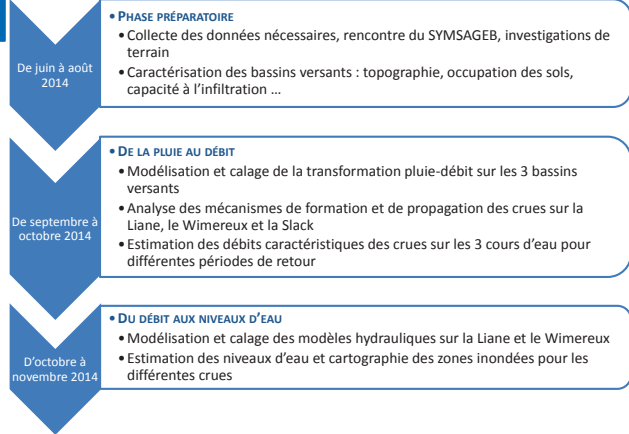 De juin à août
2014
• PHASE PRÉPARATOIRE
• Collecte des données nécessaires, rencontre du SYMSAGEB, investigations de
terrain
• Caractérisation des bassins versants : topographie, occupation des sols,
capacité à l’infiltration ...
De septembre à
octobre 2014
• DE LA PLUIE AU DÉBIT
• Modélisation et calage de la transformation pluie-débit sur les 3 bassins
versants
• Analyse des mécanismes de formation et de propagation des crues sur la
Liane, le Wimereux et la Slack
• Estimation des débits caractéristiques des crues sur les 3 cours d’eau pour
différentes périodes de retour
D’octobre à
novembre 2014
• DU DÉBIT AUX NIVEAUX D’EAU
• Modélisation et calage des modèles hydrauliques sur la Liane et le Wimereux
• Estimation des niveaux d’eau et cartographie des zones inondées pour les
différentes crues